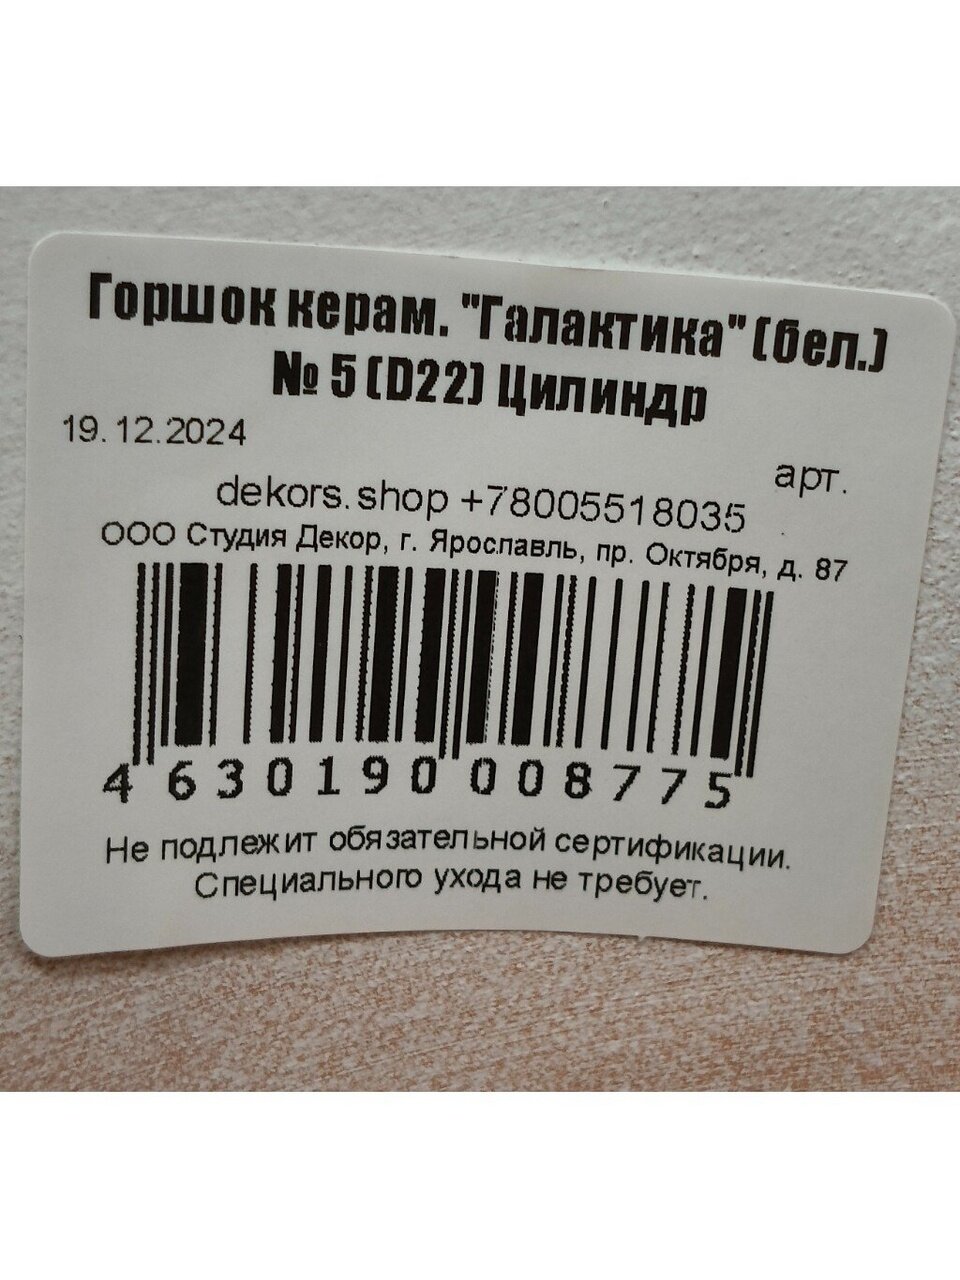 Горшок керам. "Галактика" (бел.)
№ 5 (D22) Цилиндр
19.12.2024
арт.
dekors.shop +78005518035
ООО Студия Декор, г. Ярославль, пр. Октября, д. 87
4 630190 008775
Не подлежит обязательной сертификации.
Специального ухода не требует.